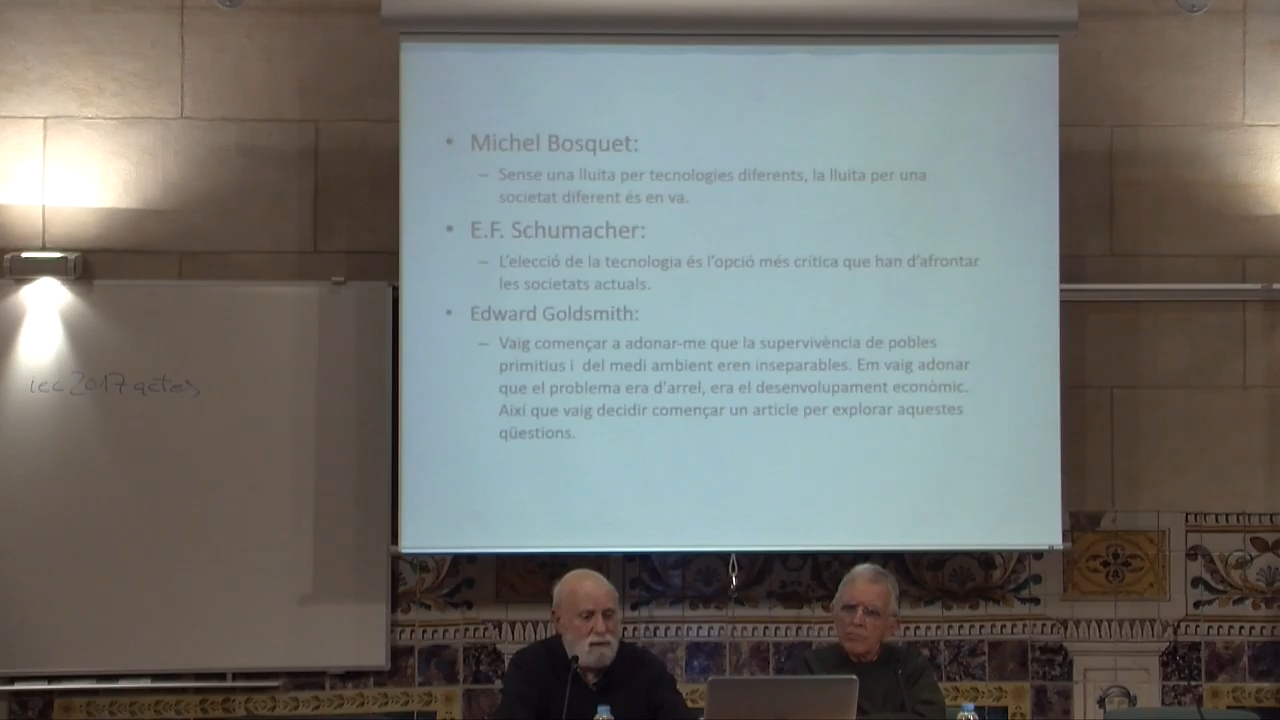 • Michel Bosquet:
– Sense una lluita per tecnologies diferents, la lluita per una
societat diferent és en va.
• E.F. Schumacher:
– L'elecció de la tecnologia és l'opció més crítica que han d'afrontar
les societats actuals.
• Edward Goldsmith:
– Vaig començar a adonar-me que la supervivència de pobles
primitius i del medi ambient eren inseparables. Em vaig adonar
que el problema era d'arrel, era el desenvolupament econòmic.
Així que vaig decidir començar un article per explorar aquestes
qüestions.
iec2017qetes